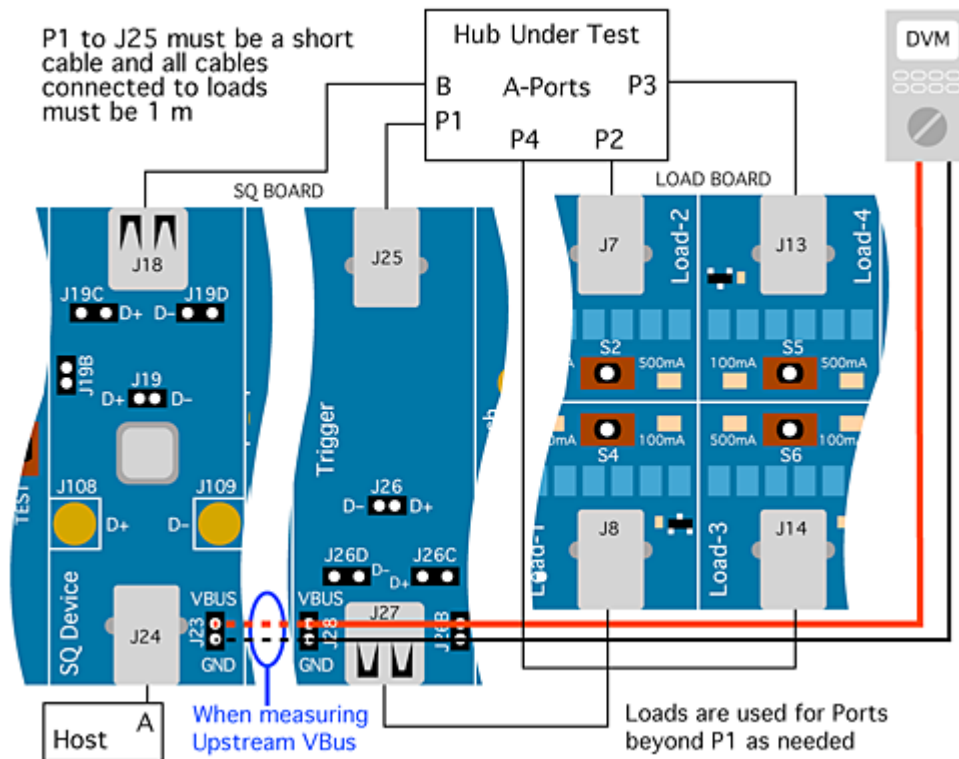 P1 to J25 must be a short
cable and all cables
connected to loads
must be 1 m
Hub Under Test
B
A-Ports
P3
P1
P4
P2
DVM
SQ BOARD
LOAD BOARD
J18
J19C
D+
D-
J19D
J19B
J19
D+
D-
TEST
J108
D+
J109
D-
SQ Device
J24
VBUS
J23
GND
J25
Trigger
J26
D-
D+
J26D
D-
J26C
D+
VBUS
J28
GND
J27
J26B
J7
Load-2
S2
500mA
J13
Load-4
100mA
S5
500mA
S4
100mA
Load-1
J8
500mA
S6
100m
Load-3
J14
Host
A
When measuring
Upstream VBus
Loads are used for Ports
beyond P1 as needed